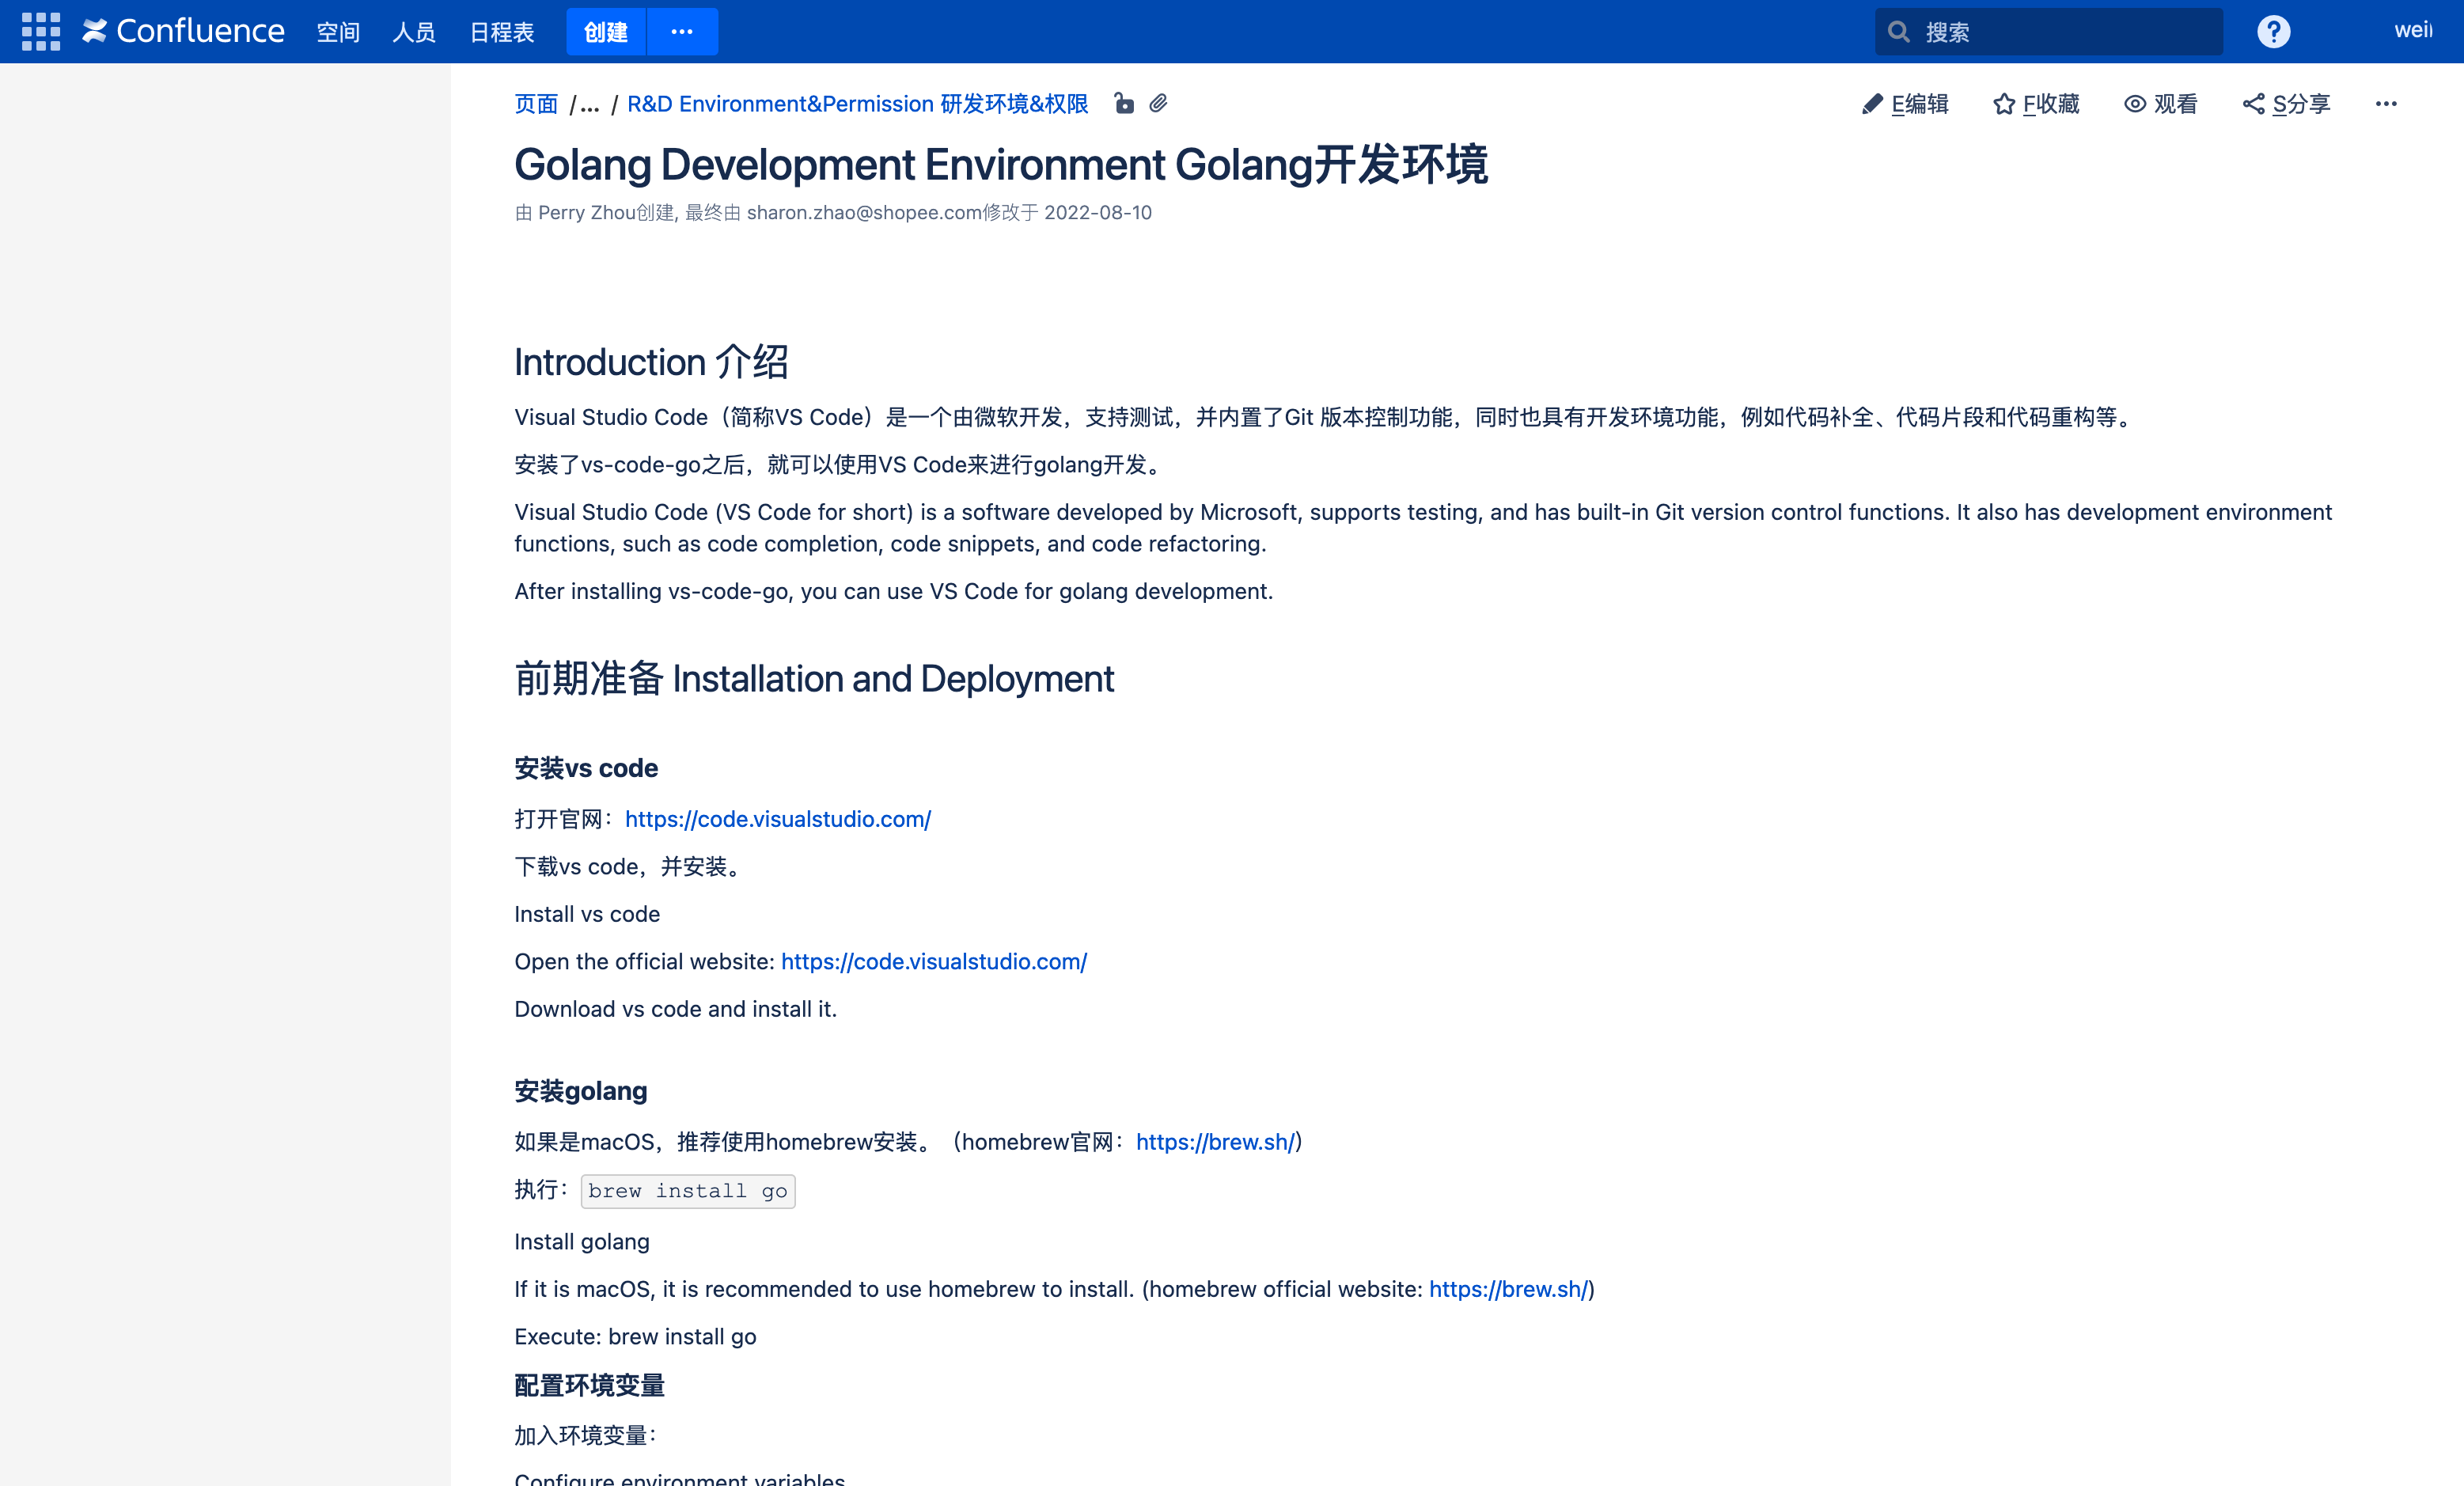 Confluence 空间 人员 日程表 创建 ••• 搜索 ?
页面 /... / R&D Environment&Permission 研发环境&权限 E编辑 F收藏 观看 S分享 •••
Golang Development Environment Golang开发环境
由 Perry Zhou创建, 最终由 sharon.zhao@shopee.com修改于 2022-08-10
Introduction 介绍
Visual Studio Code（简称VS Code）是一个由微软开发，支持测试，并内置了Git 版本控制功能，同时也具有开发环境功能，例如代码补全、代码片段和代码重构等。
安装了vs-code-go之后，就可以使用VS Code来进行golang开发。
Visual Studio Code (VS Code for short) is a software developed by Microsoft, supports testing, and has built-in Git version control functions. It also has development environment
functions, such as code completion, code snippets, and code refactoring.
After installing vs-code-go, you can use VS Code for golang development.
前期准备 Installation and Deployment
安装vs code
打开官网：https://code.visualstudio.com/
下载vs code，并安装。
Install vs code
Open the official website: https://code.visualstudio.com/
Download vs code and install it.
安装golang
如果是macOS，推荐使用homebrew安装。（homebrew官网：https://brew.sh/）
执行：brew install go
Install golang
If it is macOS, it is recommended to use homebrew to install. (homebrew official website: https://brew.sh/)
Execute: brew install go
配置环境变量
加入环境变量：
Configure environment variables